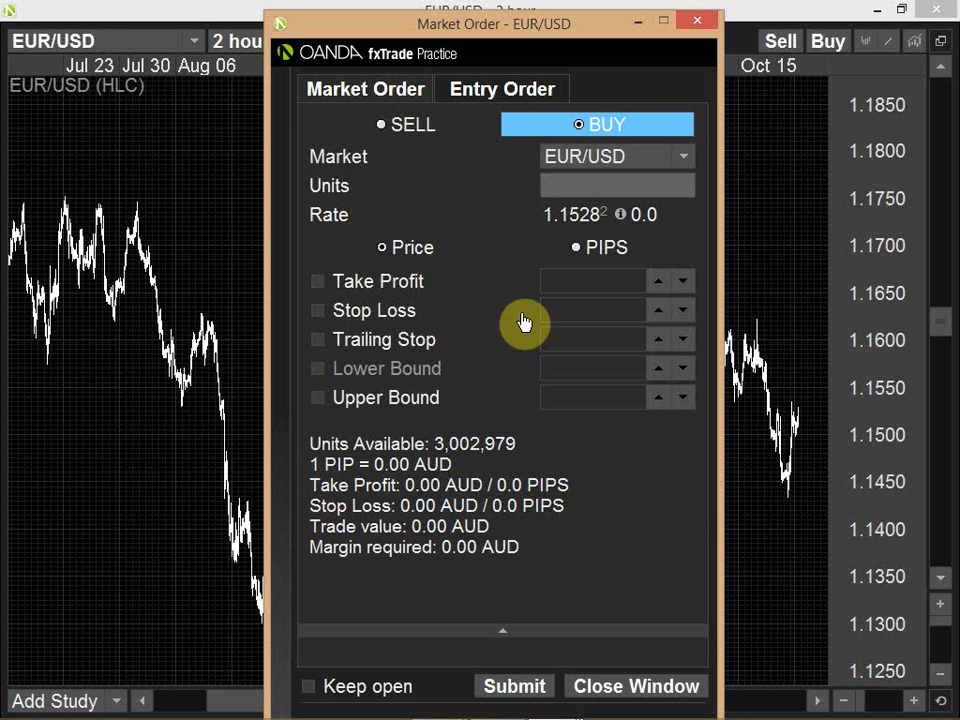 Market Order - EUR/USD
EUR/USD
2 hou
Sell
Buy
Jul 23 Jul 30 Aug 06
Oct 15
EUR/USD (HLC)
OANDA fxTrade Practice
Market Order
Entry Order
SELL
BUY
Market
EUR/USD
Units
Rate
1.1528² 0.0
Price
PIPS
Take Profit
Stop Loss
Trailing Stop
Lower Bound
Upper Bound
Units Available: 3,002,979
1 PIP = 0.00 AUD
Take Profit: 0.00 AUD / 0.0 PIPS
Stop Loss: 0.00 AUD / 0.0 PIPS
Trade value: 0.00 AUD
Margin required: 0.00 AUD
Keep open
Submit
Close Window
1.1850
1.1800
1.1750
1.1700
1.1650
1.1600
1.1550
1.1500
1.1450
1.1400
1.1350
1.1300
1.1250
Add Study